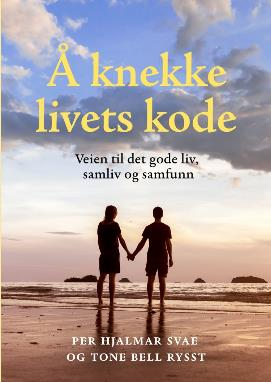 Å knekke
livets kode
Veien til det gode liv,
samliv og samfunn
PER HJALMAR SVAE
OG TONE BELL RYSST